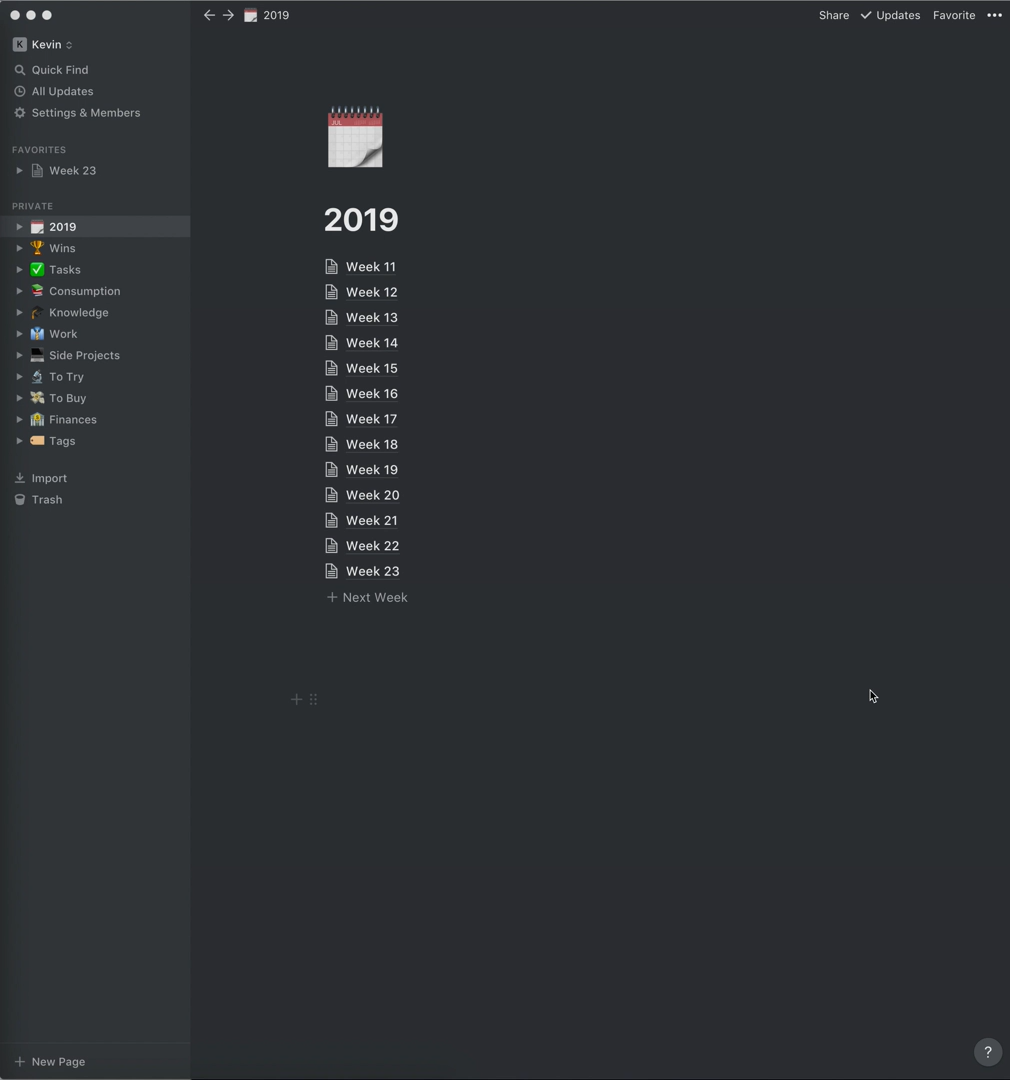 2019
Share
Updates
Favorite
K
Kevin
Quick Find
All Updates
Settings & Members
FAVORITES
Week 23
PRIVATE
2019
Wins
Tasks
Consumption
Knowledge
Work
Side Projects
To Try
To Buy
Finances
Tags
Import
Trash
New Page
JUL
2019
Week 11
Week 12
Week 13
Week 14
Week 15
Week 16
Week 17
Week 18
Week 19
Week 20
Week 21
Week 22
Week 23
Next Week
?